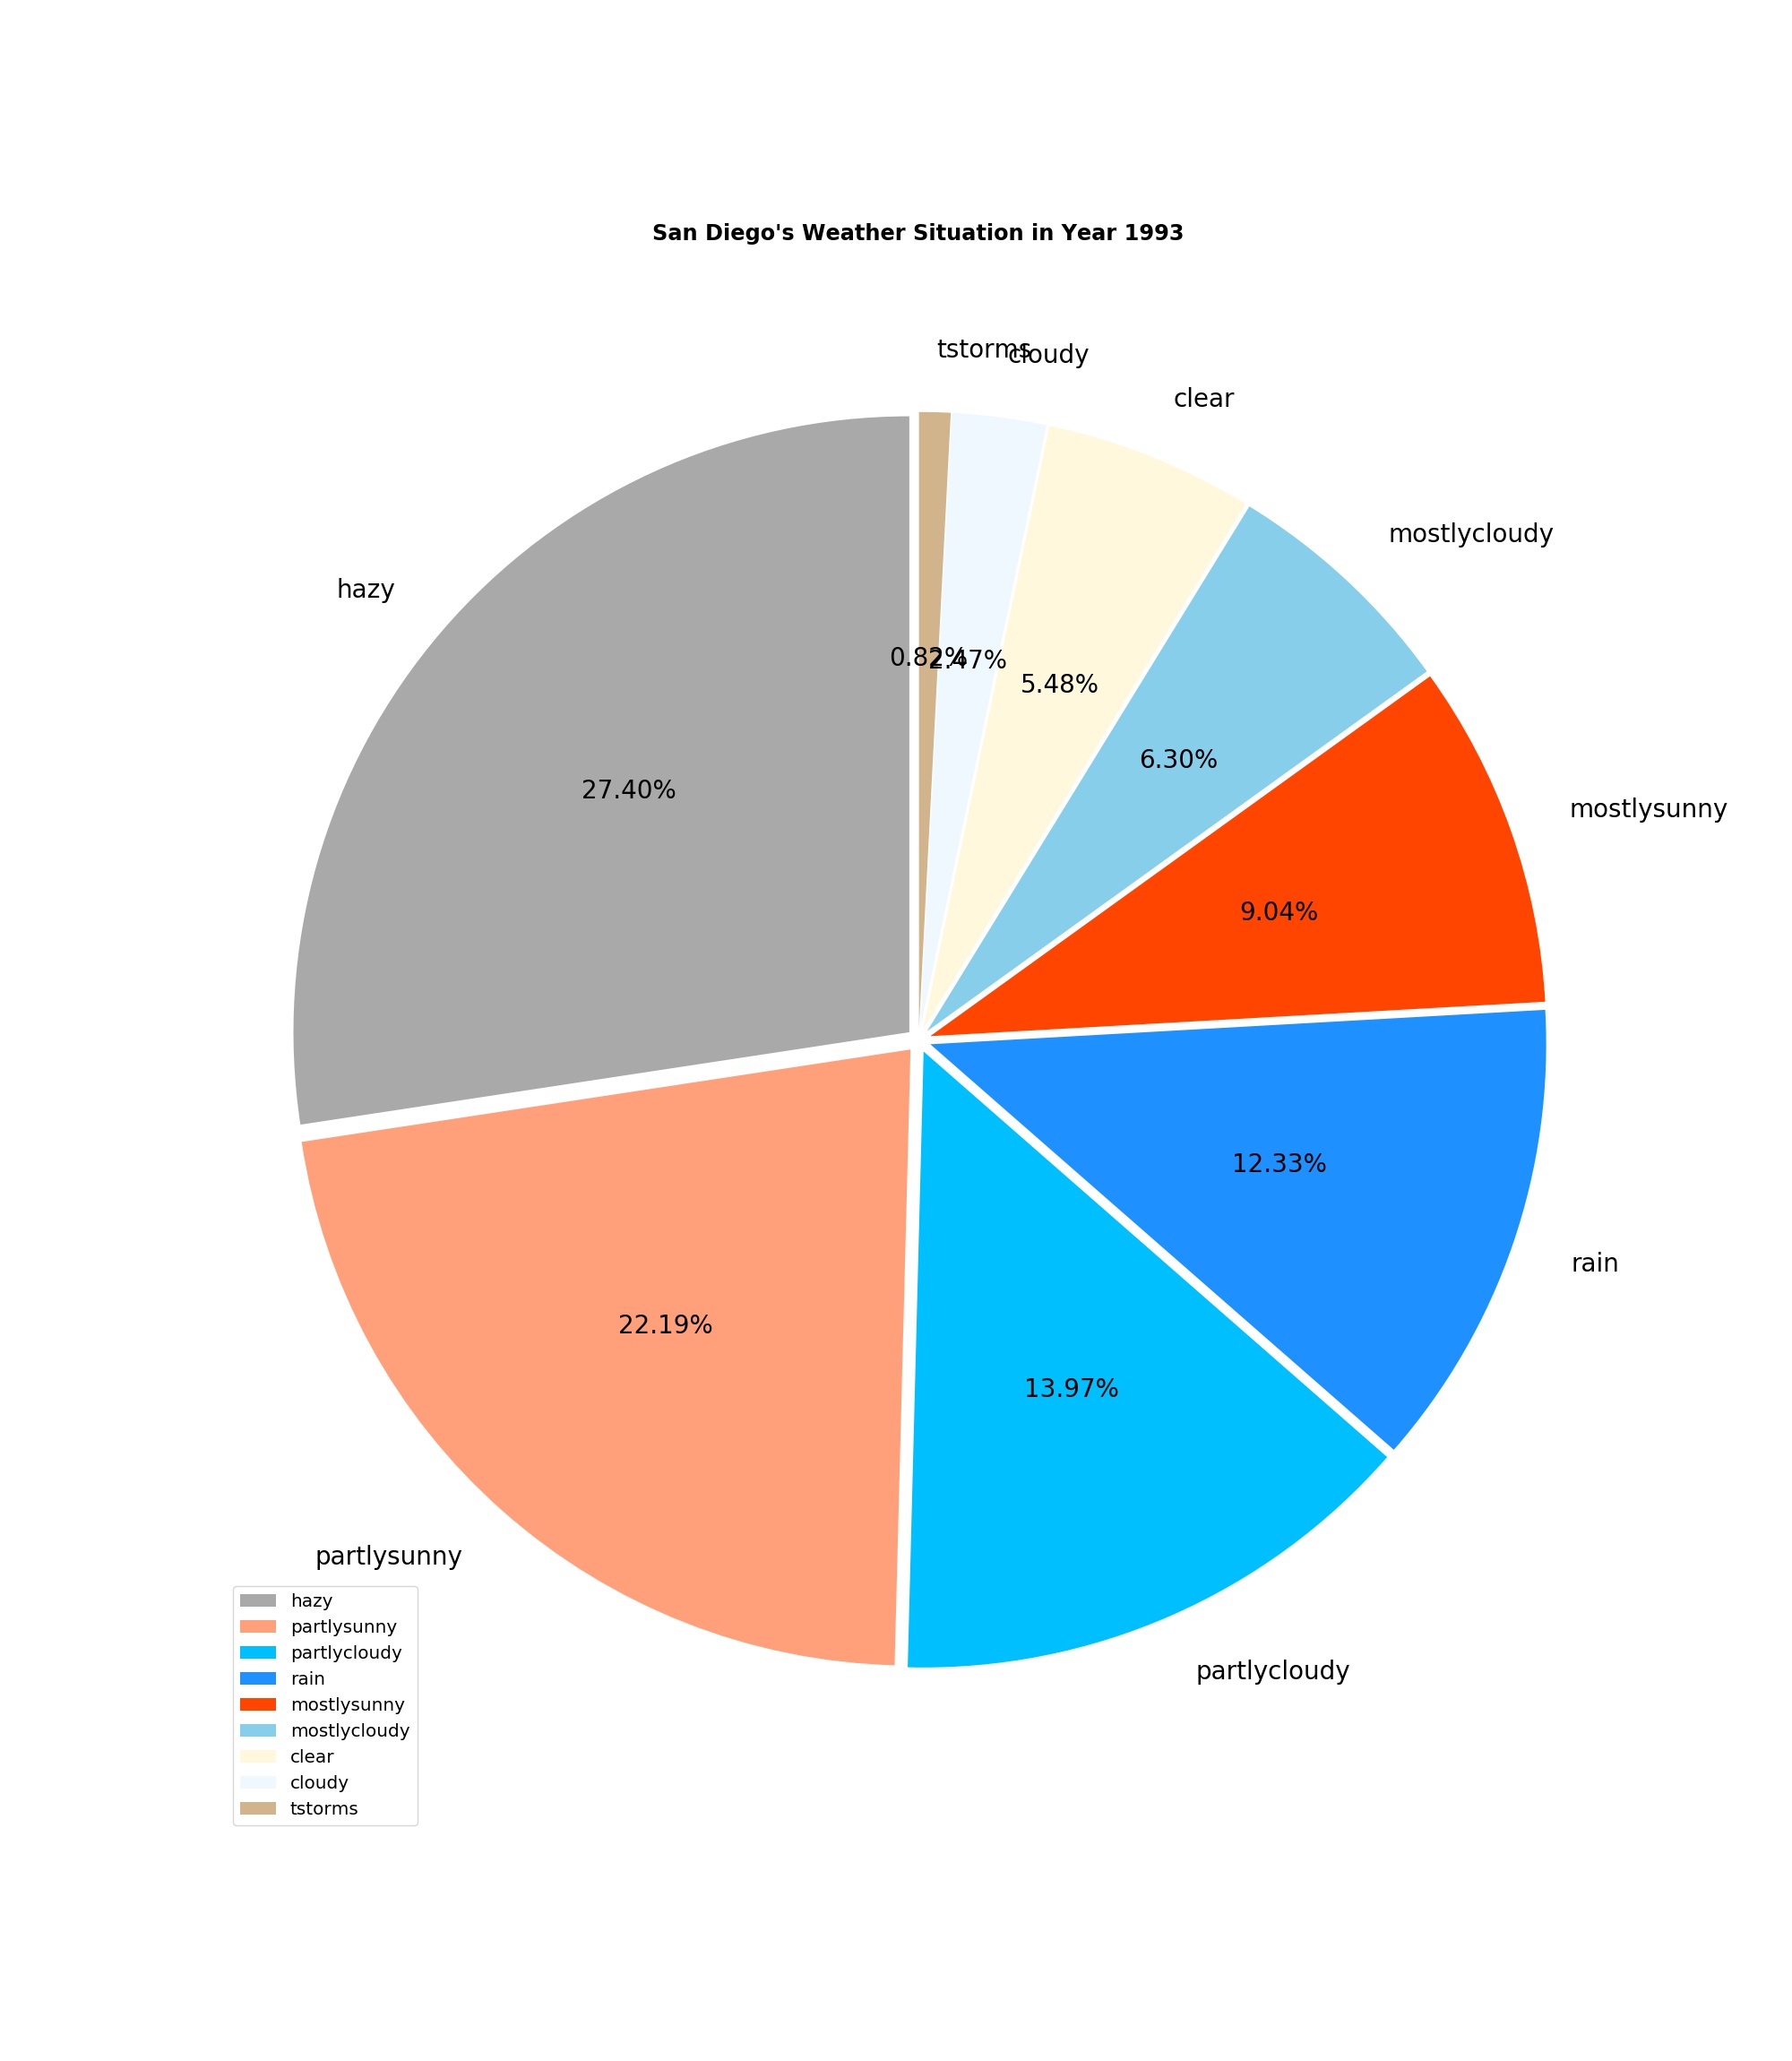 San Diego's Weather Situation in Year 1993
tstorms
cloudy
clear
mostlycloudy
hazy
0.82%
2.47%
5.48%
6.30%
27.40%
mostlysunny
9.04%
12.33%
rain
22.19%
13.97%
partlysunny
partlycloudy
hazy
partlysunny
partlycloudy
rain
mostlysunny
mostlycloudy
clear
cloudy
tstorms